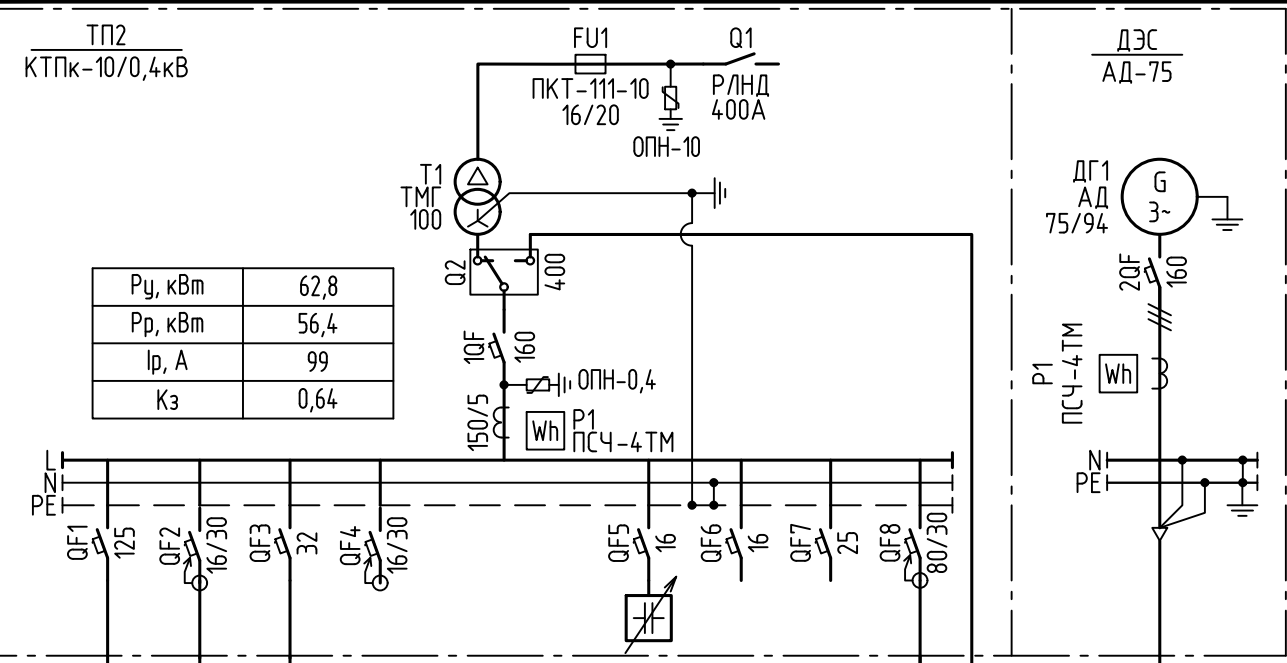 ТП2
КТПк-10/0,4кВ
FU1
ПКТ-111-10
16/20
Q1
РЛНД
400А
ОПН-10
Т1
ТМГ
100
Q2
400
1QF
160
ОПН-0,4
150/5
Wh
P1
ПСЧ-4ТМ
Ру, кВт
62,8
Рр, кВт
56,4
Iр, А
99
Кз
0,64
L
N
PE
QF1
125
QF2
16/30
QF3
32
QF4
16/30
QF5
16
QF6
16
QF7
25
QF8
80/30
ДЭС
АД-75
ДГ1
АД
75/94
G
3~
2QF
160
P1
ПСЧ-4ТМ
Wh
N
PE